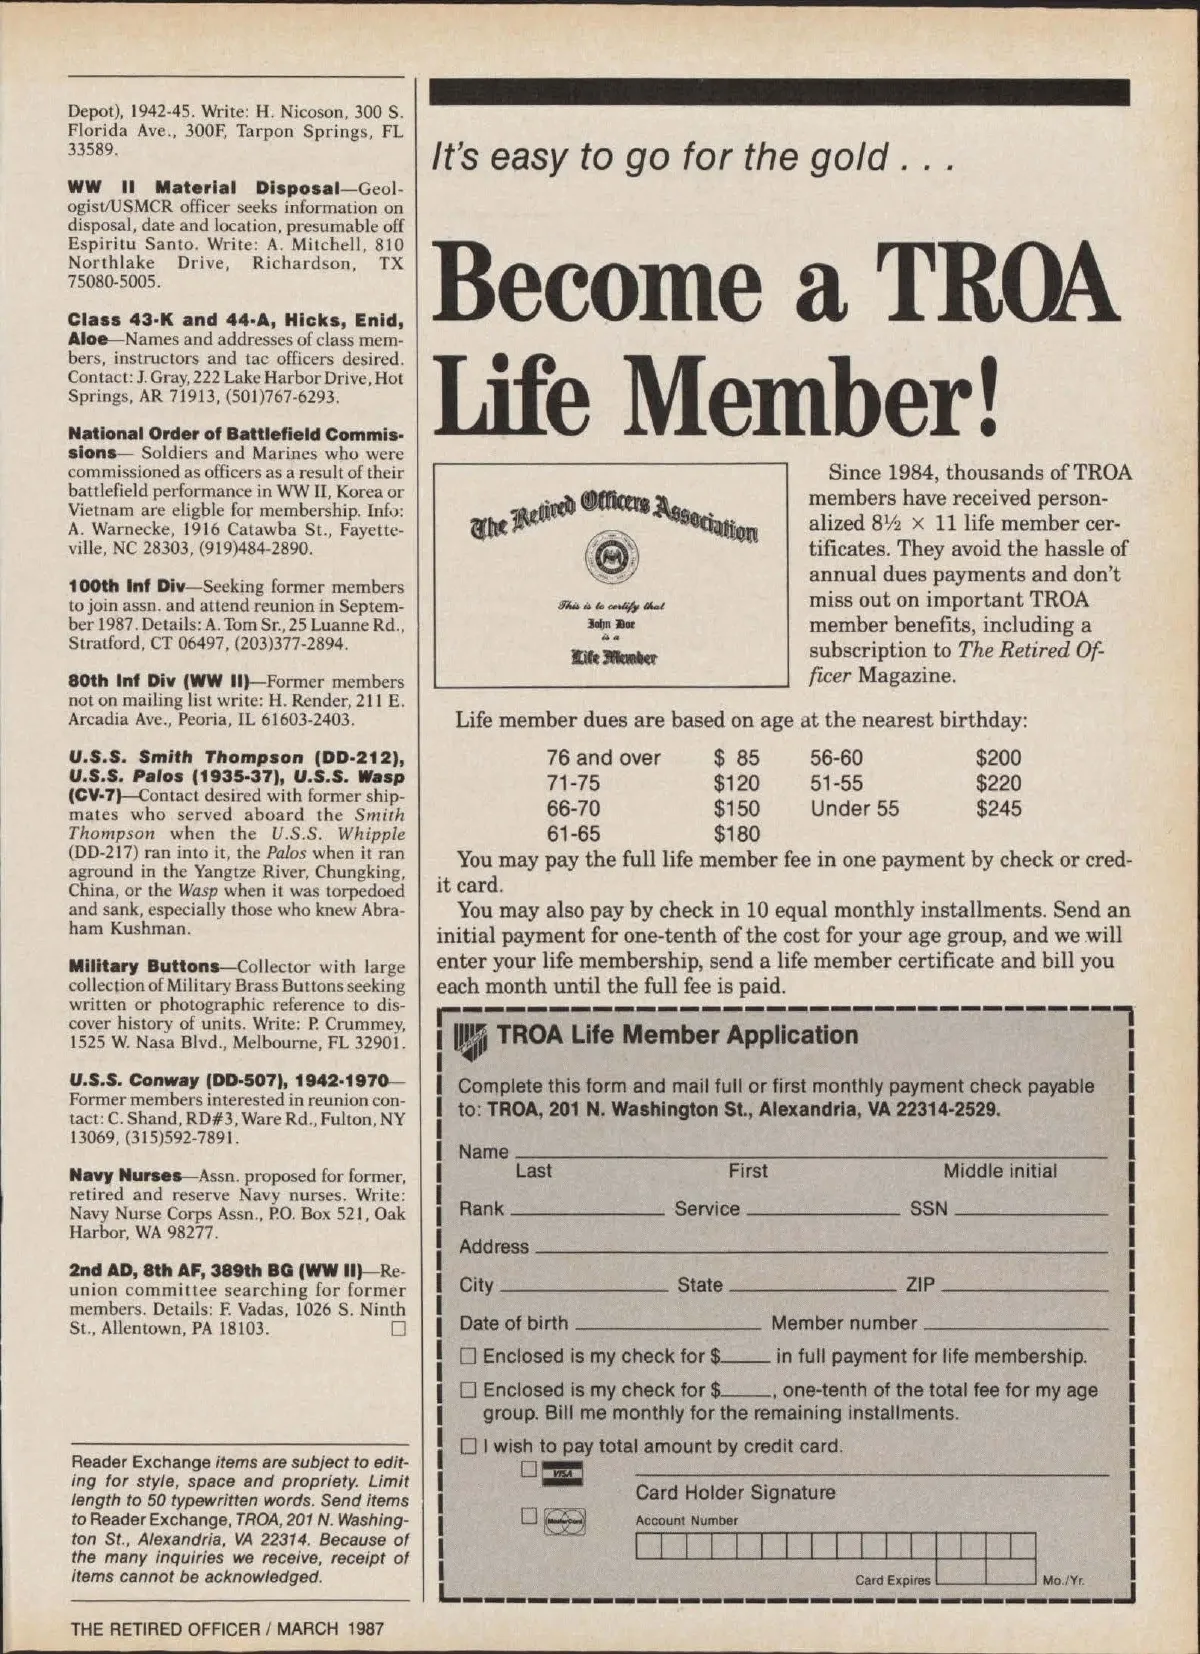 Depot), 1942-45. Write: H. Nicoson, 300 S.
Florida Ave., 300F, Tarpon Springs, FL
33589.
WW II Material Disposal—Geol-
ogist/USMCR officer seeks information on
disposal, date and location, presumable off
Espiritu Santo. Write: A. Mitchell, 810
Northlake Drive, Richardson, TX
75080-5005.
Class 43-K and 44-A, Hicks, Enid,
Aloe—Names and addresses of class mem-
bers, instructors and tac officers desired.
Contact: J. Gray, 222 Lake Harbor Drive, Hot
Springs, AR 71913, (501)767-6293.
National Order of Battlefield Commis-
sions— Soldiers and Marines who were
commissioned as officers as a result of their
battlefield performance in WW II, Korea or
Vietnam are eligble for membership. Info:
A. Warnecke, 1916 Catawba St., Fayette-
ville, NC 28303, (919)484-2890.
100th Inf Div—Seeking former members
to join assn. and attend reunion in Septem-
ber 1987. Details: A. Tom Sr., 25 Luanne Rd.,
Stratford, CT 06497, (203)377-2894.
80th Inf Div (WW II)—Former members
not on mailing list write: H. Render, 211 E.
Arcadia Ave., Peoria, IL 61603-2403.
U.S.S. Smith Thompson (DD-212),
U.S.S. Palos (1935-37), U.S.S. Wasp
(CV-7)—Contact desired with former ship-
mates who served aboard the Smith
Thompson when the U.S.S. Whipple
(DD-217) ran into it, the Palos when it ran
aground in the Yangtze River, Chungking,
China, or the Wasp when it was torpedoed
and sank, especially those who knew Abra-
ham Kushman.
Military Buttons—Collector with large
collection of Military Brass Buttons seeking
written or photographic reference to dis-
cover history of units. Write: P. Crummey,
1525 W. Nasa Blvd., Melbourne, FL 32901.
U.S.S. Conway (DD-507), 1942-1970—
Former members interested in reunion con-
tact: C. Shand, RD#3, Ware Rd., Fulton, NY
13069, (315)592-7891.
Navy Nurses—Assn. proposed for former,
retired and reserve Navy nurses. Write:
Navy Nurse Corps Assn., P.O. Box 521, Oak
Harbor, WA 98277.
2nd AD, 8th AF, 389th BG (WW II)—Re-
union committee searching for former
members. Details: F. Vadas, 1026 S. Ninth
St., Allentown, PA 18103. □
Reader Exchange items are subject to edit-
ing for style, space and propriety. Limit
length to 50 typewritten words. Send items
to Reader Exchange, TROA, 201 N. Washing-
ton St., Alexandria, VA 22314. Because of
the many inquiries we receive, receipt of
items cannot be acknowledged.
It's easy to go for the gold . . .
Become a TROA
Life Member!
The Retired Officers Association
This is to certify that
John Doe
is a
Life Member
Since 1984, thousands of TROA
members have received person-
alized 8½ × 11 life member cer-
tificates. They avoid the hassle of
annual dues payments and don't
miss out on important TROA
member benefits, including a
subscription to The Retired Of-
ficer Magazine.
Life member dues are based on age at the nearest birthday:
76 and over $ 85 56-60 $200
71-75 $120 51-55 $220
66-70 $150 Under 55 $245
61-65 $180
You may pay the full life member fee in one payment by check or cred-
it card.
You may also pay by check in 10 equal monthly installments. Send an
initial payment for one-tenth of the cost for your age group, and we will
enter your life membership, send a life member certificate and bill you
each month until the full fee is paid.
TROA Life Member Application
Complete this form and mail full or first monthly payment check payable
to: TROA, 201 N. Washington St., Alexandria, VA 22314-2529.
Name
Last First Middle initial
Rank Service SSN
Address
City State ZIP
Date of birth Member number
□ Enclosed is my check for $____ in full payment for life membership.
□ Enclosed is my check for $____, one-tenth of the total fee for my age
group. Bill me monthly for the remaining installments.
□ I wish to pay total amount by credit card.
□ VISA
Card Holder Signature
□ MasterCard
Account Number
Card Expires Mo./Yr.
THE RETIRED OFFICER / MARCH 1987